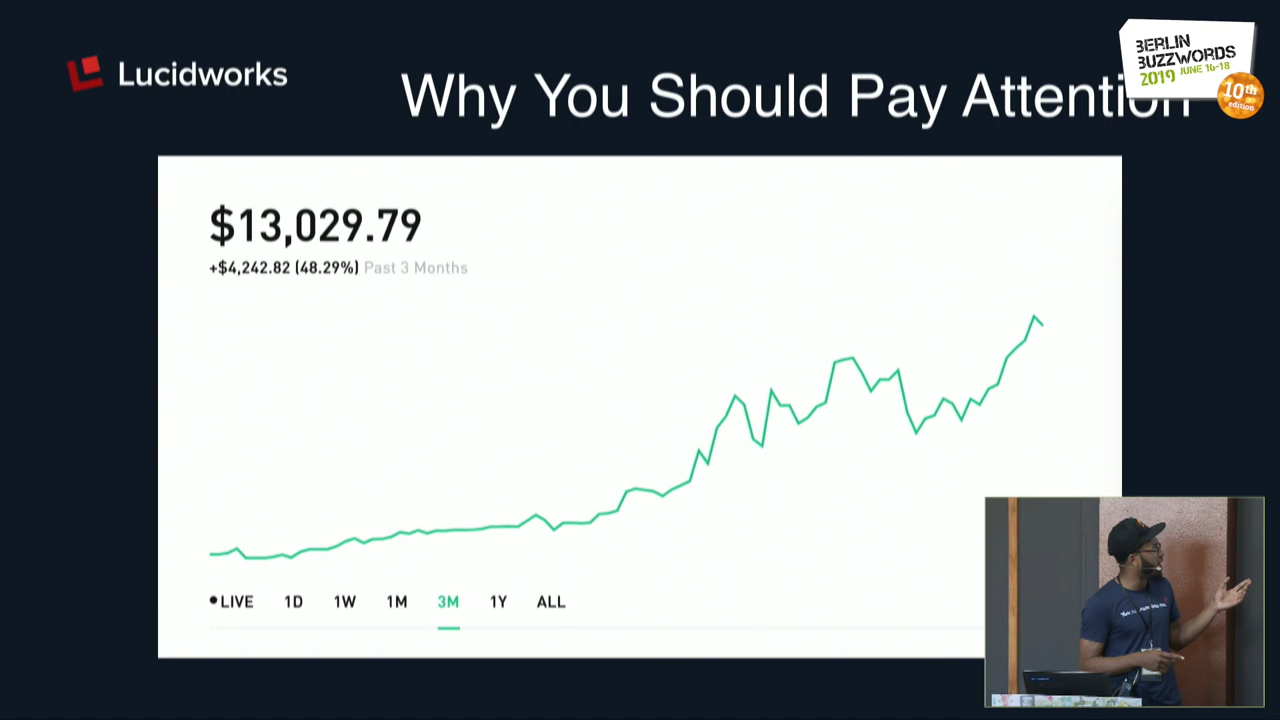 Lucidworks
Why You Should Pay Attention
BERLIN
BUZZWORDS
2019 JUNE 16-18
10th
edition
$13,029.79
+$4,242.82 (48.29%) Past 3 Months
LIVE 1D 1W 1M 3M 1Y ALL